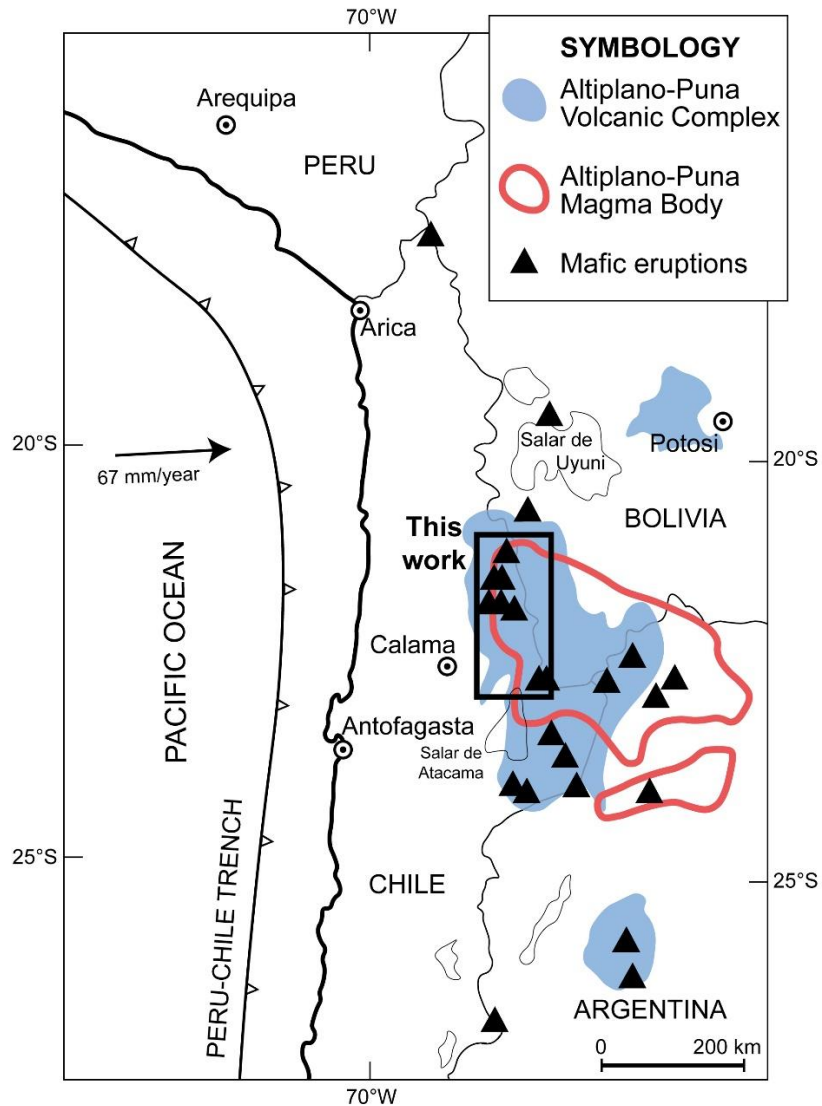 70°W
SYMBOLOGY
Altiplano-Puna
Volcanic Complex
Altiplano-Puna
Magma Body
Mafic eruptions
Arequipa
PERU
Arica
20°S
67 mm/year
Salar de
Uyuni
Potosi
20°S
BOLIVIA
This
work
PACIFIC OCEAN
Calama
Antofagasta
Salar de
Atacama
PERU-CHILE TRENCH
25°S
25°S
CHILE
ARGENTINA
0
200 km
70°W